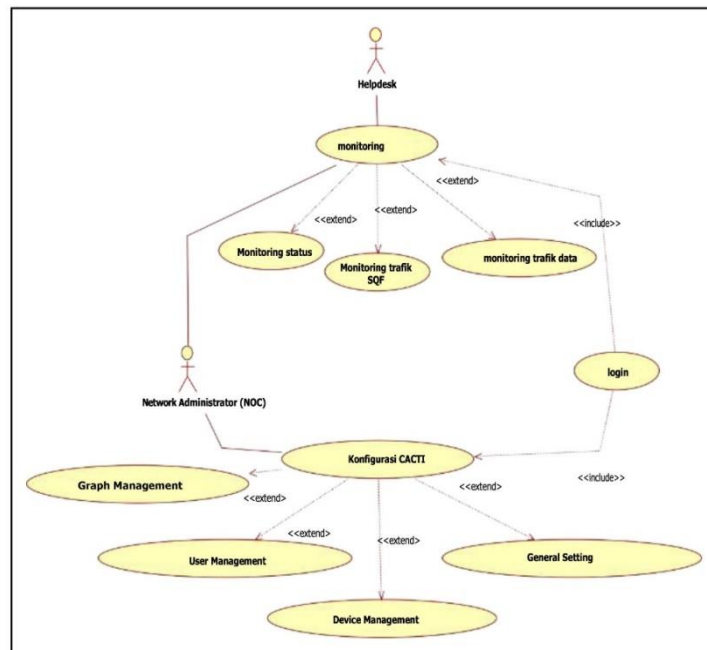 Helpdesk
monitoring
<<extend>>
<<extend>>
<<extend>>
<<include>>
Monitoring status
Monitoring trafik
SQF
monitoring trafik data
login
Network Administrator (NOC)
Konfigurasi CACTI
Graph Management
<<extend>>
<<extend>>
<<include>>
<<extend>>
<<extend>>
User Management
General Setting
Device Management